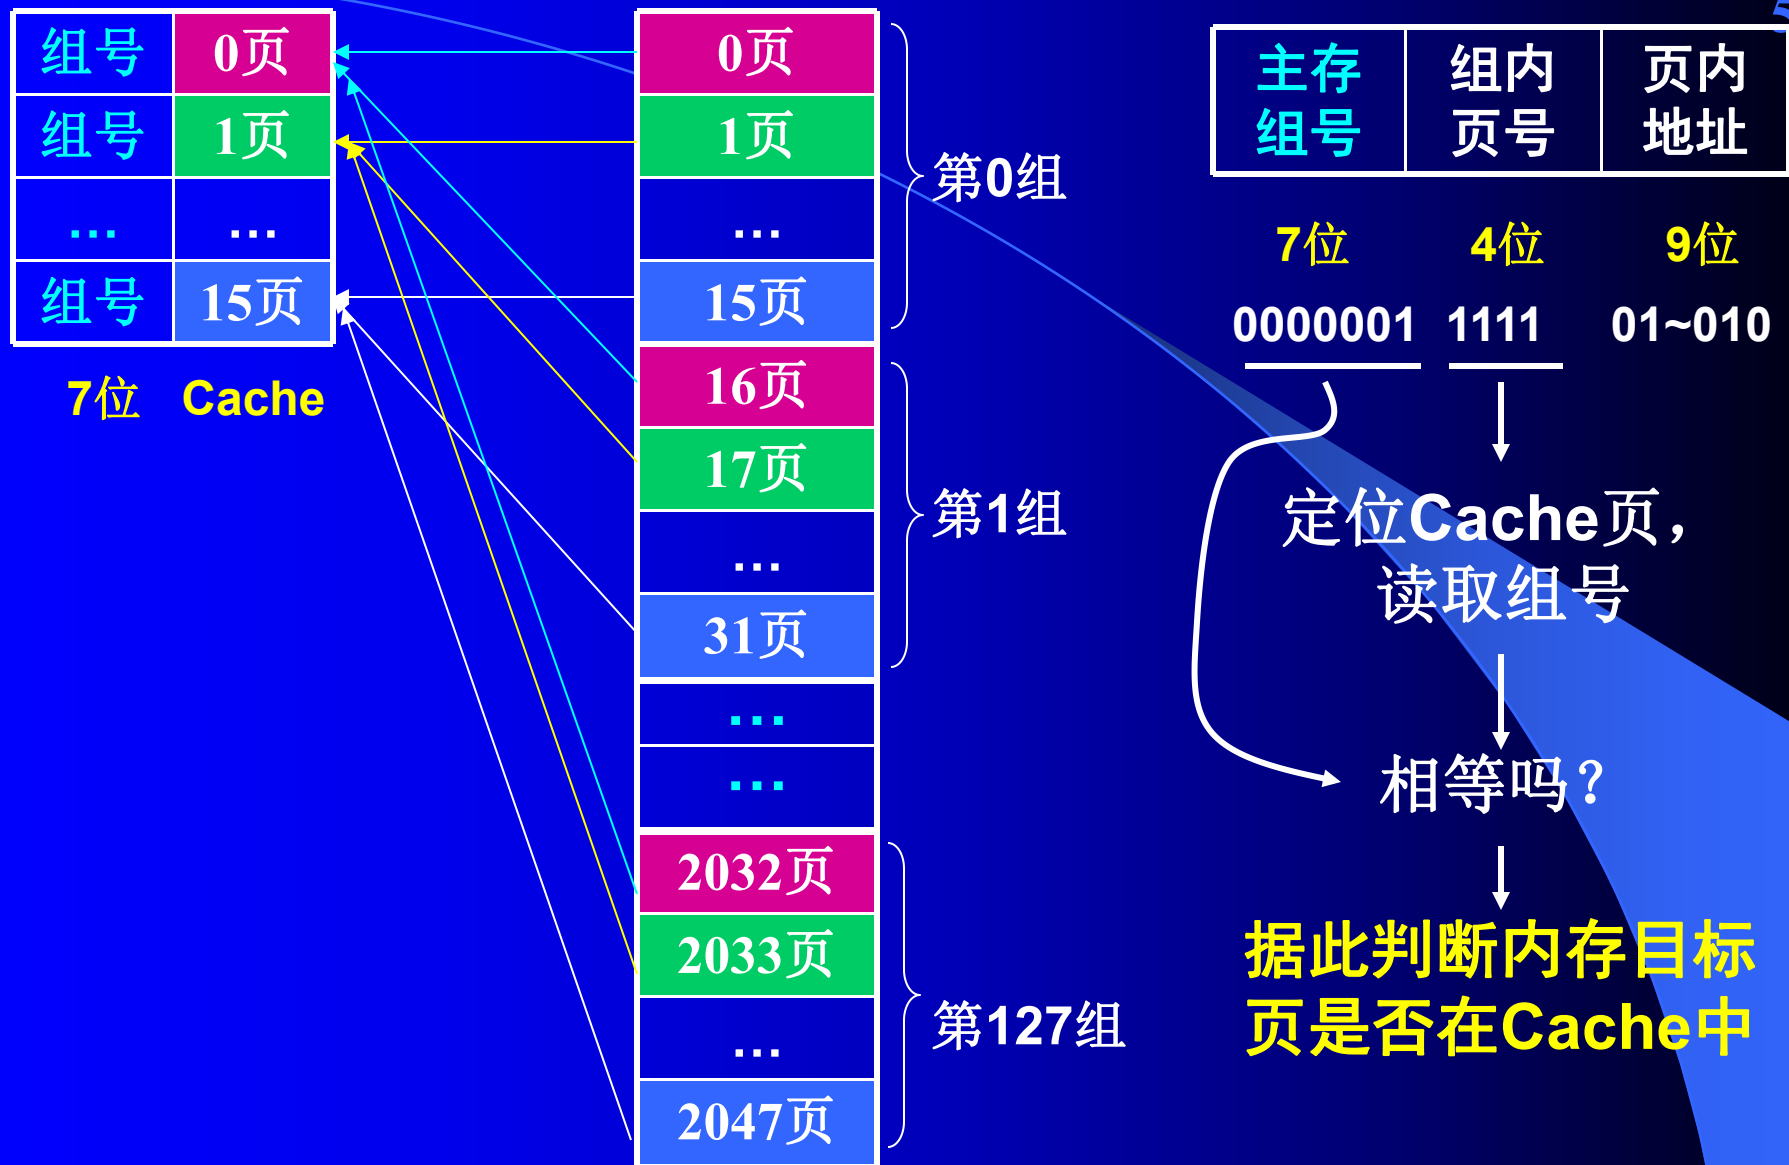 组号 0页
组号 1页
… …
组号 15页
7位 Cache
0页
1页
…
15页
16页
17页
…
31页
…
…
2032页
2033页
…
2047页
第0组
第1组
第127组
主存组号 组内页号 页内地址
7位 4位 9位
0000001 1111 01~010
定位Cache页，
读取组号
相等吗？
据此判断内存目标
页是否在Cache中